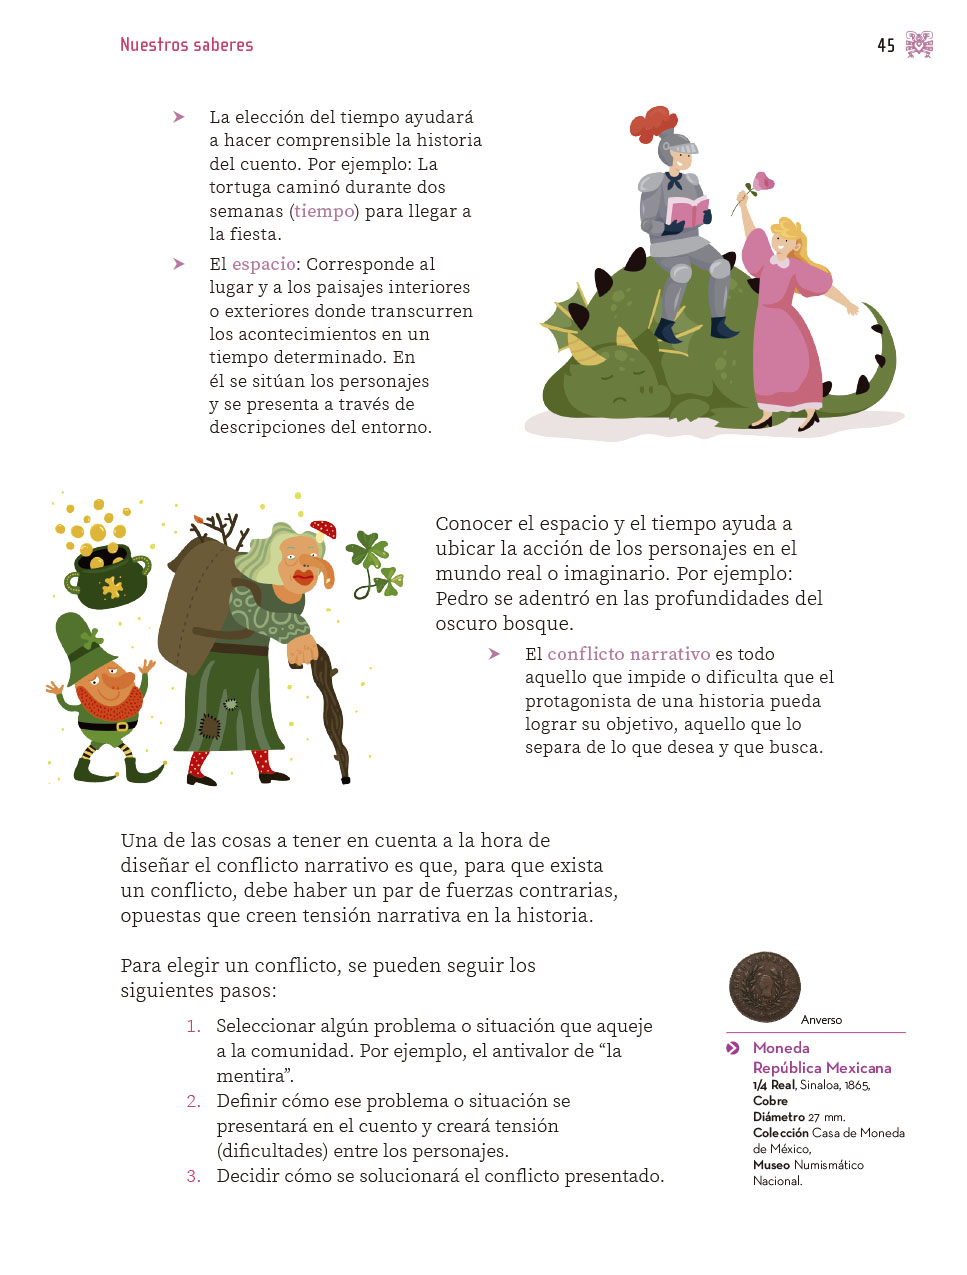 Nuestros saberes
45
La elección del tiempo ayudará
a hacer comprensible la historia
del cuento. Por ejemplo: La
tortuga caminó durante dos
semanas (tiempo) para llegar a
la fiesta.
El espacio: Corresponde al
lugar y a los paisajes interiores
o exteriores donde transcurren
los acontecimientos en un
tiempo determinado. En
él se sitúan los personajes
y se presenta a través de
descripciones del entorno.
Conocer el espacio y el tiempo ayuda a
ubicar la acción de los personajes en el
mundo real o imaginario. Por ejemplo:
Pedro se adentró en las profundidades del
oscuro bosque.
El conflicto narrativo es todo
aquello que impide o dificulta que el
protagonista de una historia pueda
lograr su objetivo, aquello que lo
separa de lo que desea y que busca.
Una de las cosas a tener en cuenta a la hora de
diseñar el conflicto narrativo es que, para que exista
un conflicto, debe haber un par de fuerzas contrarias,
opuestas que creen tensión narrativa en la historia.
Para elegir un conflicto, se pueden seguir los
siguientes pasos:
1. Seleccionar algún problema o situación que aqueje
a la comunidad. Por ejemplo, el antivalor de “la
mentira”.
2. Definir cómo ese problema o situación se
presentará en el cuento y creará tensión
(dificultades) entre los personajes.
3. Decidir cómo se solucionará el conflicto presentado.
Anverso
Moneda
República Mexicana
1/4 Real, Sinaloa, 1865,
Cobre
Diámetro 27 mm.
Colección Casa de Moneda
de México,
Museo Numismático
Nacional.